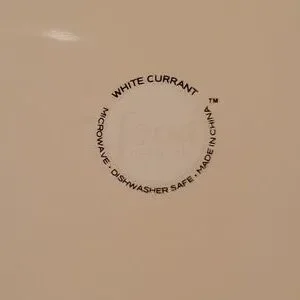 WHITE CURRANT
™
MICROWAVE · DISHWASHER SAFE · MADE IN CHINA